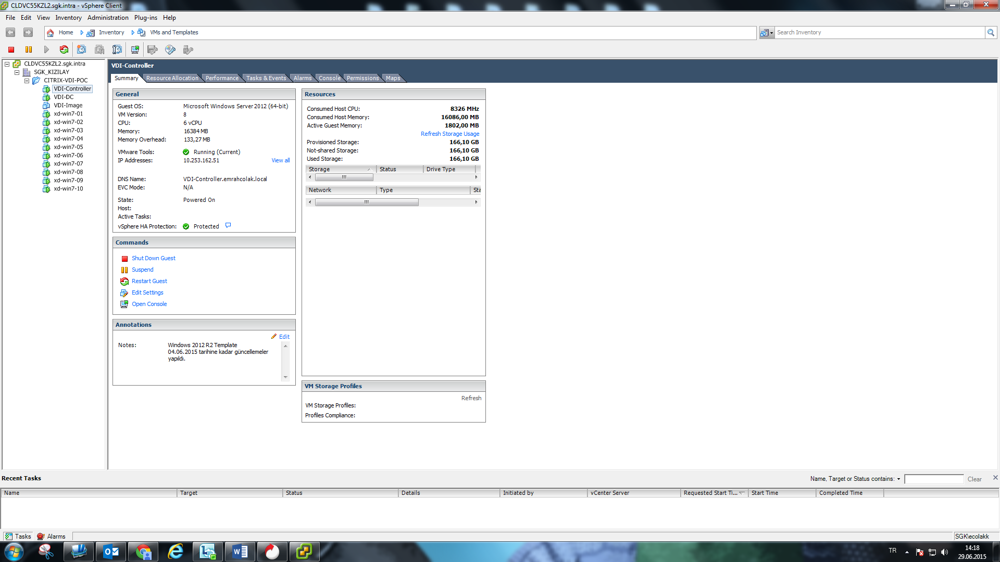 CLDVC55KZL2.sgk.intra - vSphere Client
File Edit View Inventory Administration Plug-ins Help
Home Inventory VMs and Templates
Search Inventory
CLDVC55KZL2.sgk.intra
SGK_KIZILAY
CITRIX-VDI-POC
VDI-Controller
VDI-DC
VDI-Image
xd-win7-01
xd-win7-02
xd-win7-03
xd-win7-04
xd-win7-05
xd-win7-06
xd-win7-07
xd-win7-08
xd-win7-09
xd-win7-10
VDI-Controller
Summary Resource Allocation Performance Tasks & Events Alarms Console Permissions Maps
General
Guest OS: Microsoft Windows Server 2012 (64-bit)
VM Version: 8
CPU: 6 vCPU
Memory: 16384 MB
Memory Overhead: 133,27 MB
VMware Tools: Running (Current)
IP Addresses: 10.253.162.51 View all
DNS Name: VDI-Controller.emrahcolak.local
EVC Mode: N/A
State: Powered On
Host:
Active Tasks:
vSphere HA Protection: Protected
Commands
Shut Down Guest
Suspend
Restart Guest
Edit Settings
Open Console
Annotations
Edit
Notes: Windows 2012 R2 Template
04.06.2015 tarihine kadar güncellemeler
yapıldı.
Resources
Consumed Host CPU: 8326 MHz
Consumed Host Memory: 16086,00 MB
Active Guest Memory: 1802,00 MB
Refresh Storage Usage
Provisioned Storage: 166,10 GB
Not-shared Storage: 166,10 GB
Used Storage: 166,10 GB
Storage Status Drive Type
Network Type Sta
VM Storage Profiles
Refresh
VM Storage Profiles:
Profiles Compliance:
Recent Tasks
Name, Target or Status contains: Clear
Name Target Status Details Initiated by vCenter Server Requested Start Ti... Start Time Completed Time
Tasks Alarms
SGK\ecolakk
TR
14:18
29.06.2015